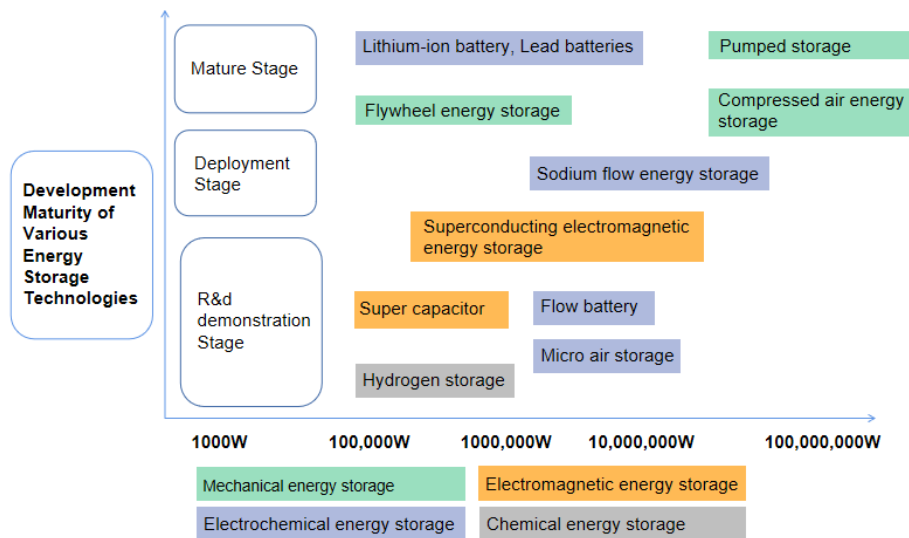 Development
Maturity of
Various
Energy
Storage
Technologies
Mature Stage
Lithium-ion battery, Lead batteries
Pumped storage
Flywheel energy storage
Compressed air energy
storage
Deployment
Stage
Sodium flow energy storage
Superconducting electromagnetic
energy storage
R&d
demonstration
Stage
Super capacitor
Flow battery
Micro air storage
Hydrogen storage
1000W
100,000W
1000,000W
10,000,000W
100,000,000W
Mechanical energy storage
Electromagnetic energy storage
Electrochemical energy storage
Chemical energy storage